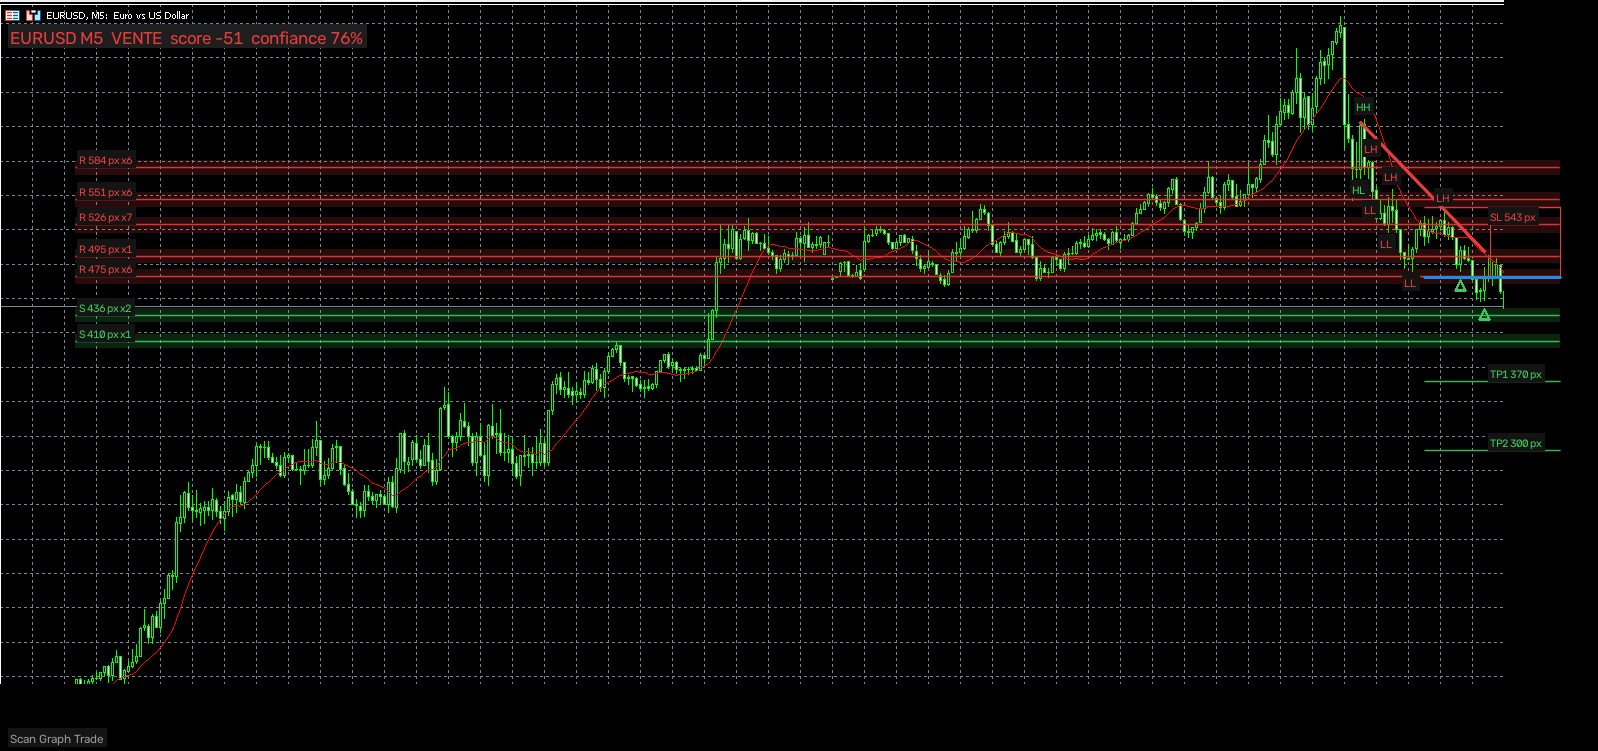 EURUSD, M5: Euro vs US Dollar
EURUSD M5 VENTE score -51 confiance 76%
HH
LH
R 584 px x6
LH
HL
R 551 px x6
LH
LL
R 526 px x7
SL 543 px
LL
R 495 px x1
R 475 px x6
LL
S 436 px x2
S 410 px x1
TP1 370 px
TP2 300 px
Scan Graph Trade